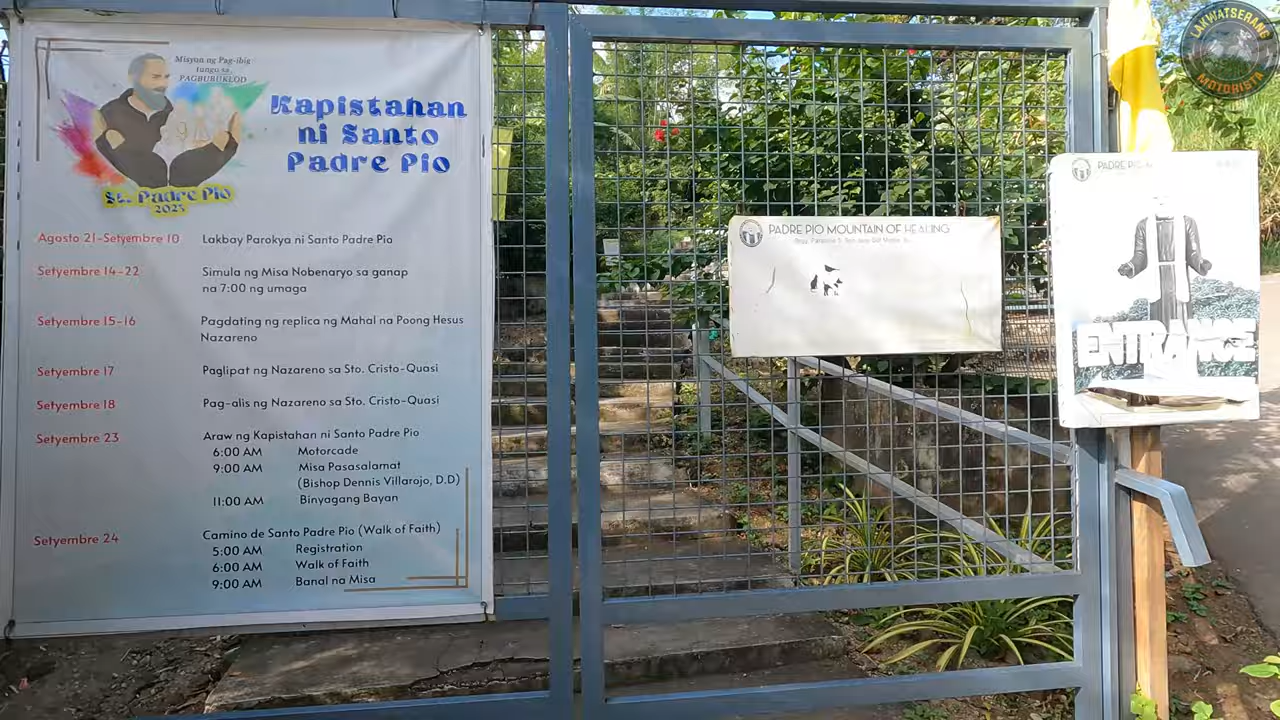 Misyon ng Pag-ibig
tungo sa
PAGBUBUKLOD
Kapistahan
ni Santo
Padre Pio
St. Padre Pio
2023
Agosto 21-Setyembre 10 Lakbay Parokya ni Santo Padre Pio
Setyembre 14-22 Simula ng Misa Nobenaryo sa ganap
na 7:00 ng umaga
Setyembre 15-16 Pagdating ng replica ng Mahal na Poong Hesus
Nazareno
Setyembre 17 Paglipat ng Nazareno sa Sto. Cristo-Quasi
Setyembre 18 Pag-alis ng Nazareno sa Sto. Cristo-Quasi
Setyembre 23 Araw ng Kapistahan ni Santo Padre Pio
6:00 AM Motorcade
9:00 AM Misa Pasasalamat
(Bishop Dennis Villarojo, D.D)
11:00 AM Binyagang Bayan
Setyembre 24 Camino de Santo Padre Pio (Walk of Faith)
5:00 AM Registration
6:00 AM Walk of Faith
9:00 AM Banal na Misa
PADRE PIO MOUNTAIN OF HEALING
PADRE PIO
ENTRANCE
LAKWATSERANG
MOTORISTA